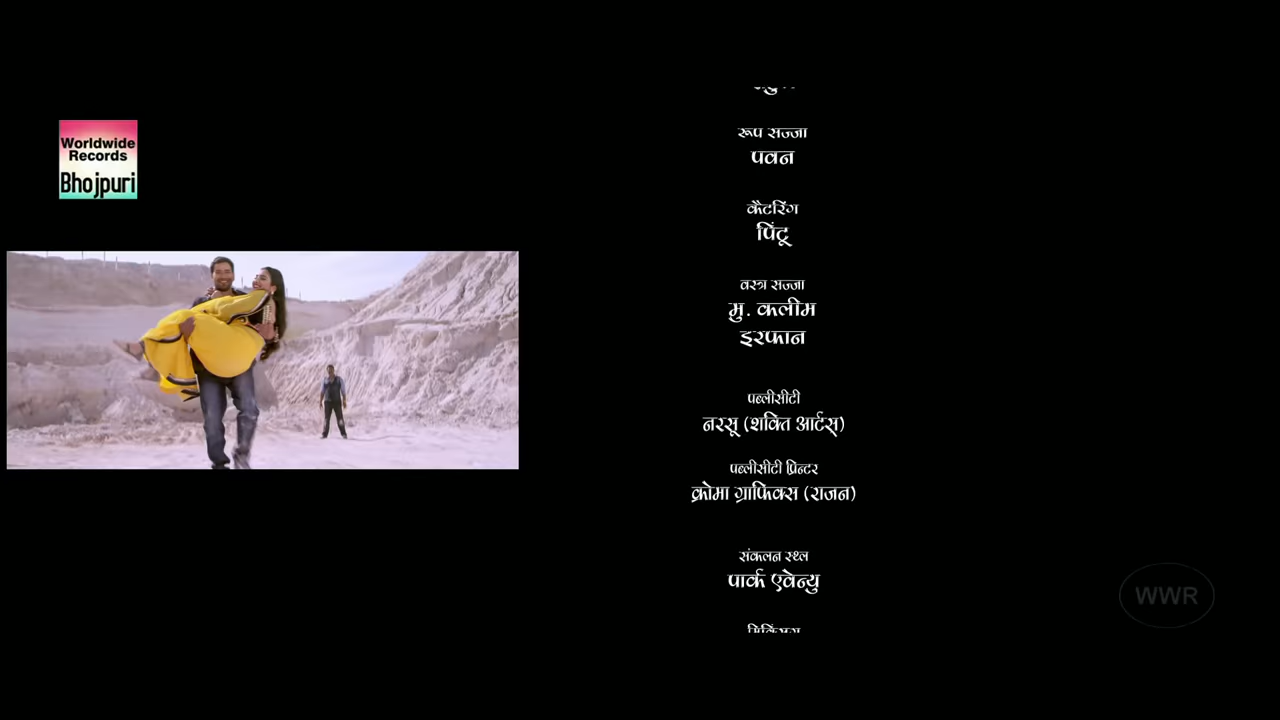 Worldwide
Records
Bhojpuri
रूप सज्जा
पवन
कैटरिंग
पिंटू
वस्त्र सज्जा
मु. कलीम
इरफान
पब्लीसीटी
नरसू (शक्ति आर्टस्)
पब्लीसीटी प्रिन्टर
क्रोमा ग्राफिक्स (राजन)
संकलन स्थ्ल
पार्क एवेन्यु
WWR